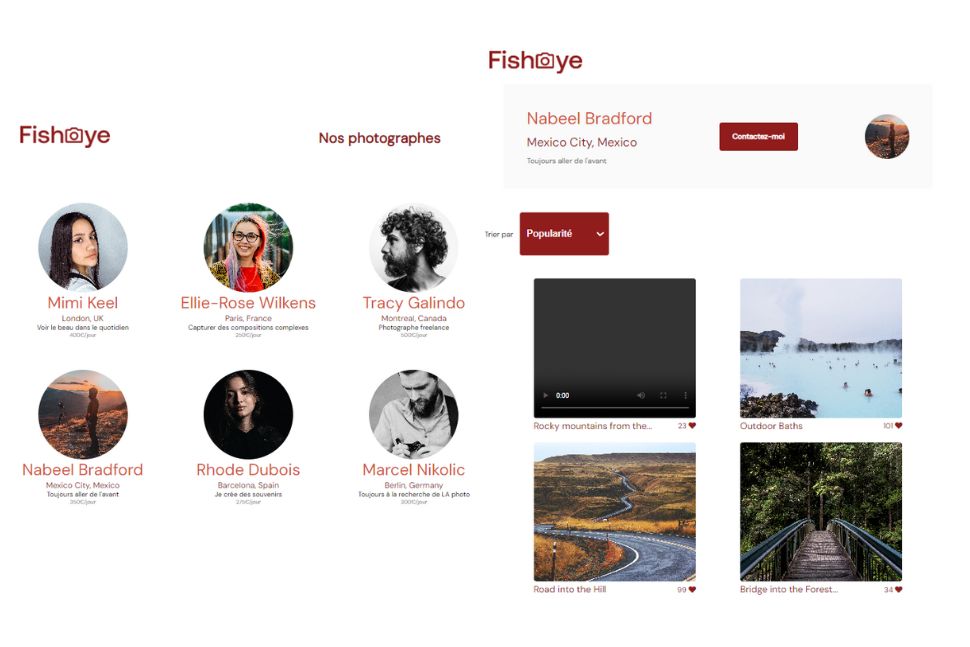 Fisheye
Nos photographes
Mimi Keel
London, UK
Voir le beau dans le quotidien
400€/jour
Ellie-Rose Wilkens
Paris, France
Capturer des compositions complexes
250€/jour
Tracy Galindo
Montreal, Canada
Photographe freelance
500€/jour
Nabeel Bradford
Mexico City, Mexico
Toujours aller de l'avant
350€/jour
Rhode Dubois
Barcelona, Spain
Je crée des souvenirs
275€/jour
Marcel Nikolic
Berlin, Germany
Toujours à la recherche de LA photo
300€/jour
Fisheye
Nabeel Bradford
Mexico City, Mexico
Toujours aller de l'avant
Contactez-moi
Trier par
Popularité
0:00
Rocky mountains from the...
23
Outdoor Baths
101
Road into the Hill
99
Bridge into the Forest...
34